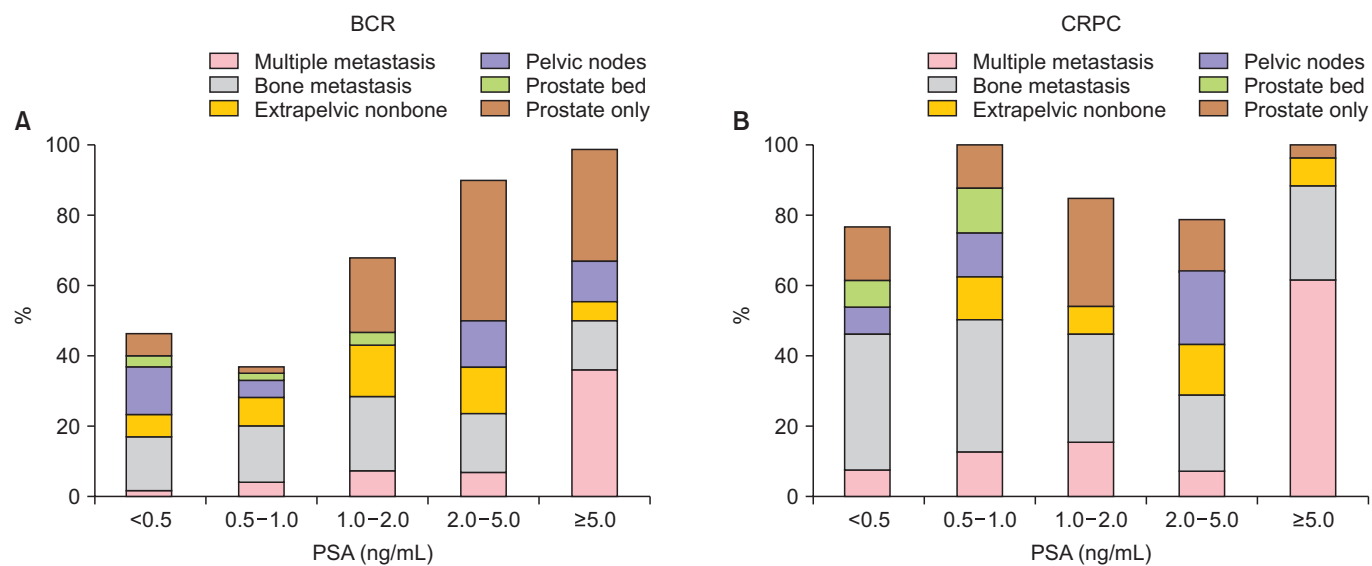 BCR
Multiple metastasis
Bone metastasis
Extrapelvic nonbone
Pelvic nodes
Prostate bed
Prostate only
A
100
80
60
40
20
0
%
<0.5
0.5−1.0
1.0−2.0
2.0−5.0
≥5.0
PSA (ng/mL)
CRPC
Multiple metastasis
Bone metastasis
Extrapelvic nonbone
Pelvic nodes
Prostate bed
Prostate only
B
100
80
60
40
20
0
%
<0.5
0.5−1.0
1.0−2.0
2.0−5.0
≥5.0
PSA (ng/mL)